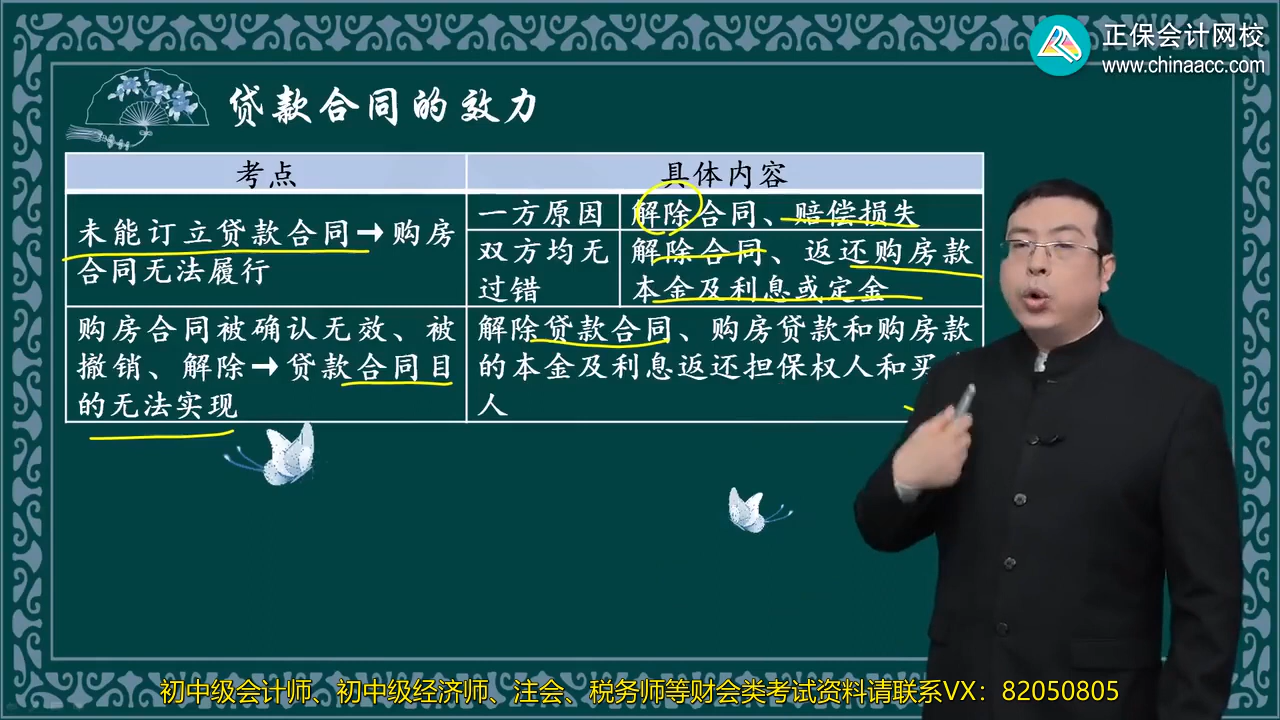 正保会计网校
www.chinaacc.com
贷款合同的效力
考点
具体内容
未能订立贷款合同➞购房
合同无法履行
一方原因
解除合同、赔偿损失
双方均无
过错
解除合同、返还购房款
本金及利息或定金
购房合同被确认无效、被
撤销、解除➞贷款合同目
的无法实现
解除贷款合同、购房贷款和购房款
的本金及利息返还担保权人和买
人
初中级会计师、初中级经济师、注会、税务师等财会类考试资料请联系VX：82050805